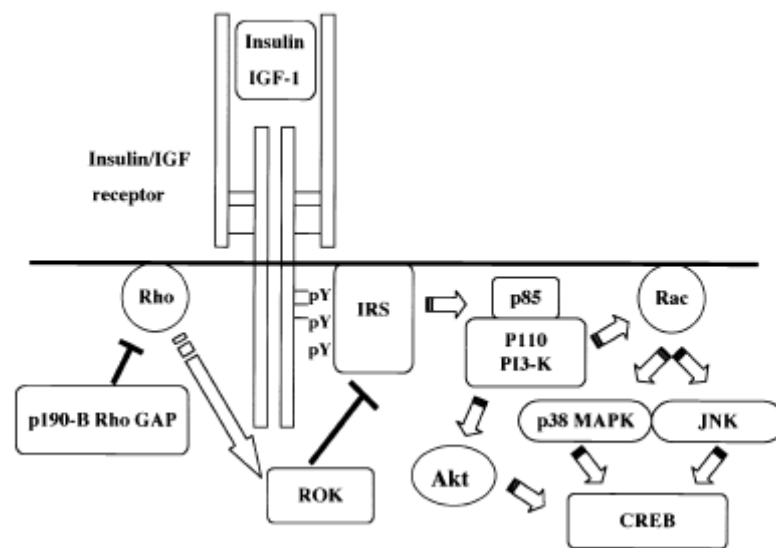 Insulin
IGF-1
Insulin/IGF
receptor
Rho
pY
pY
pY
IRS
p85
P110
PI3-K
Rac
p190-B Rho GAP
ROK
Akt
p38 MAPK
JNK
CREB